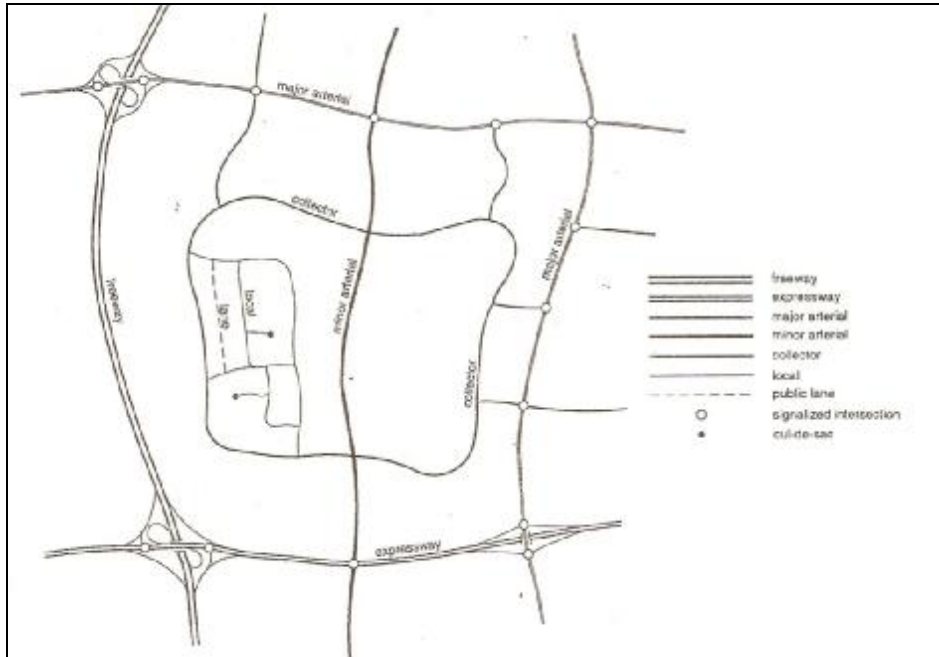 major arterial
collector
major arterial
freeway
lane
local
minor arterial
collector
expressway
freeway
expressway
major arterial
minor arterial
collector
local
public lane
signalized intersection
cul-de-sac